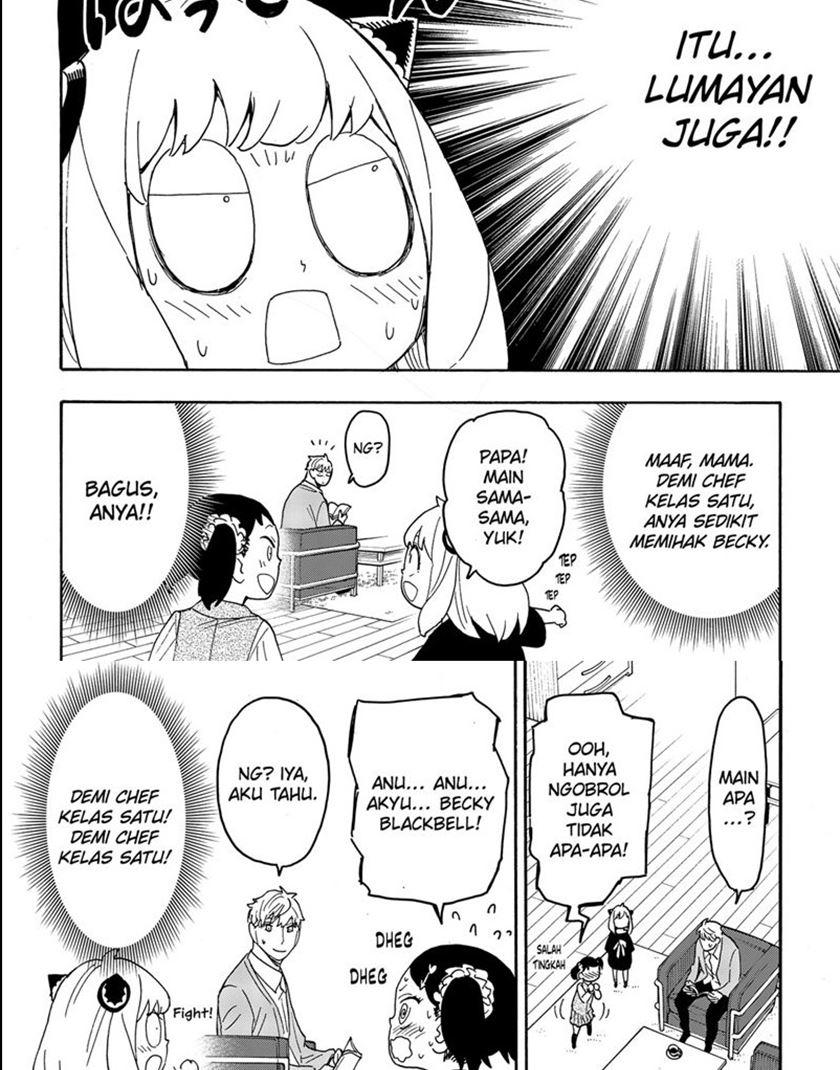 ITU...
LUMAYAN
JUGA!!
MAAF, MAMA.
DEMI CHEF
KELAS SATU,
ANYA SEDIKIT
MEMIHAK BECKY.
PAPA!
MAIN
SAMA-
SAMA,
YUK!
TEP
TEP
TEP
NG?
BAGUS,
ANYA!!
MAIN
APA
...?
OOH,
HANYA
NGOBROL
JUGA
TIDAK
APA-APA!
SALAH
TINGKAH
ANU... ANU...
AKYU... BECKY
BLACKBELL!
DHEG
DHEG
NG? IYA,
AKU TAHU.
DEMI CHEF
KELAS SATU!
DEMI CHEF
KELAS SATU!
Fight!